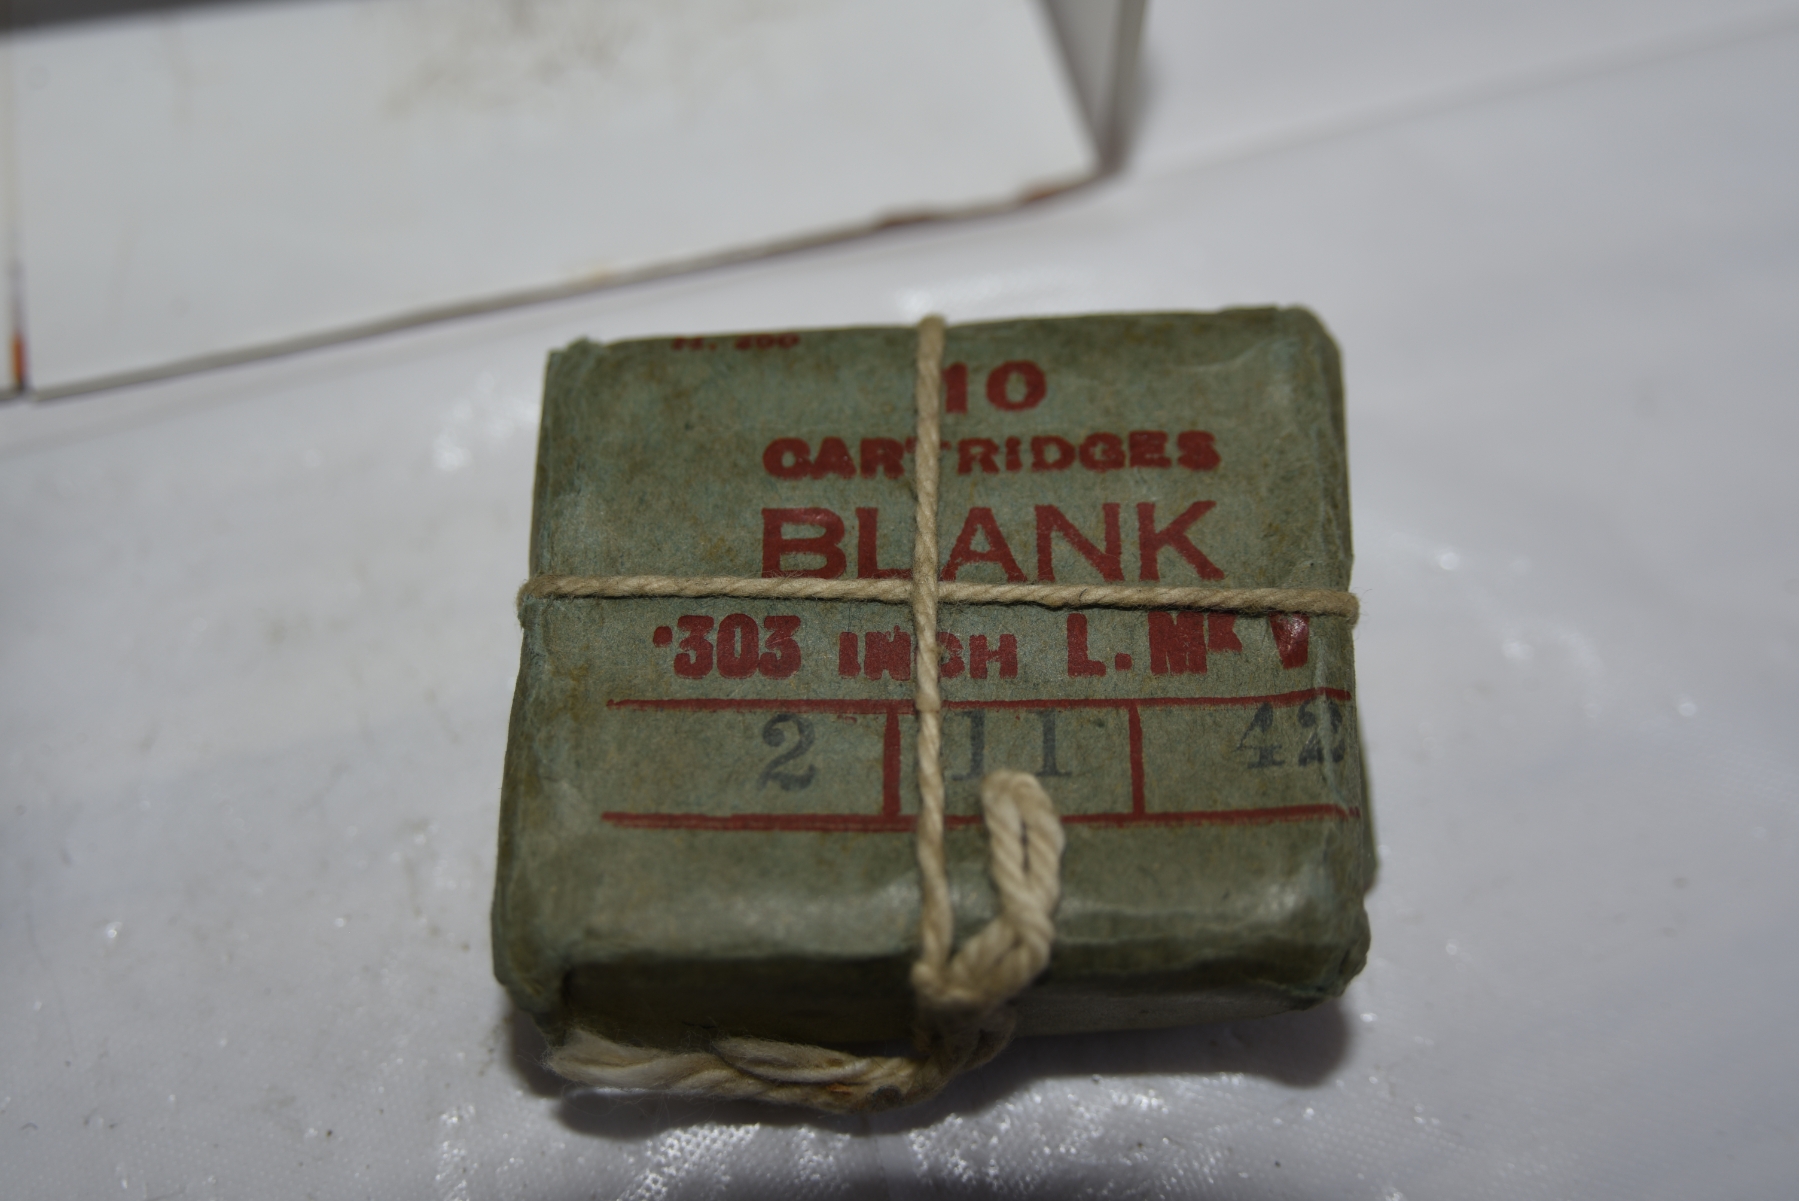 10
CARTRIDGES
BLANK
·303 INCH L. Mk V
2 11 42